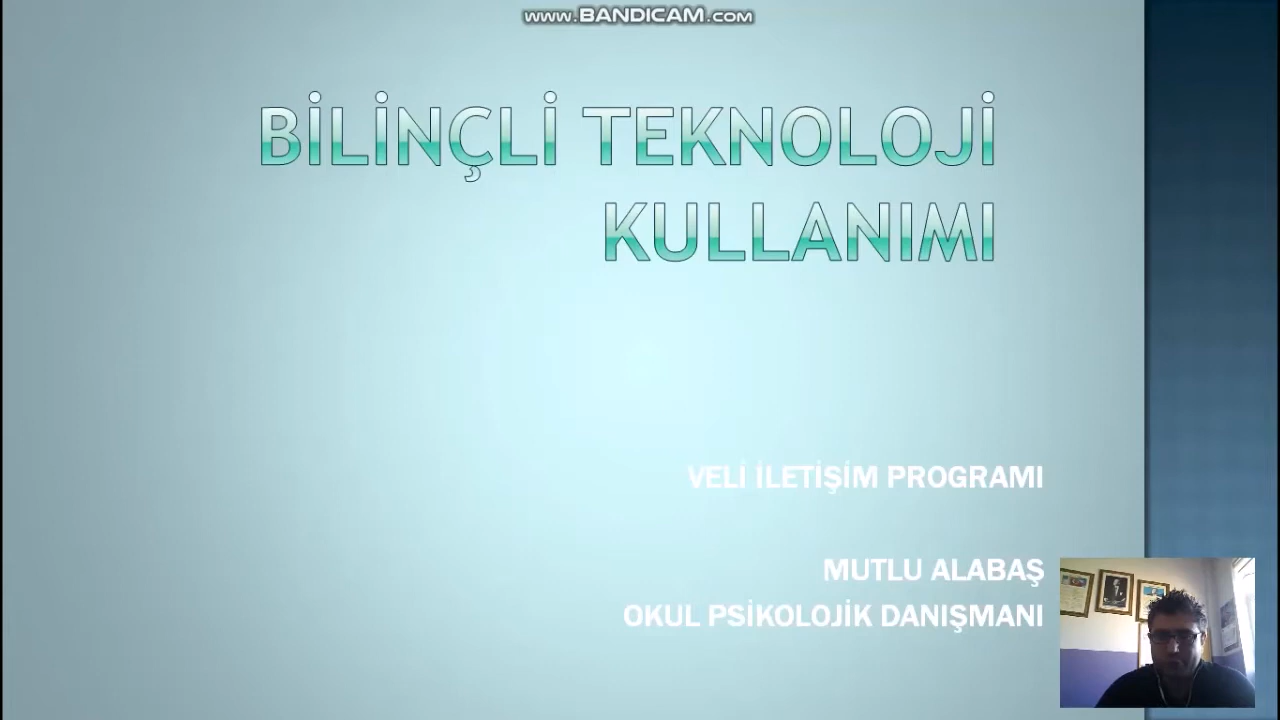 www.BANDICAM.com
BİLİNÇLİ TEKNOLOJİ
KULLANIMI
VELİ İLETİŞİM PROGRAMI
MUTLU ALABAŞ
OKUL PSİKOLOJİK DANIŞMANI